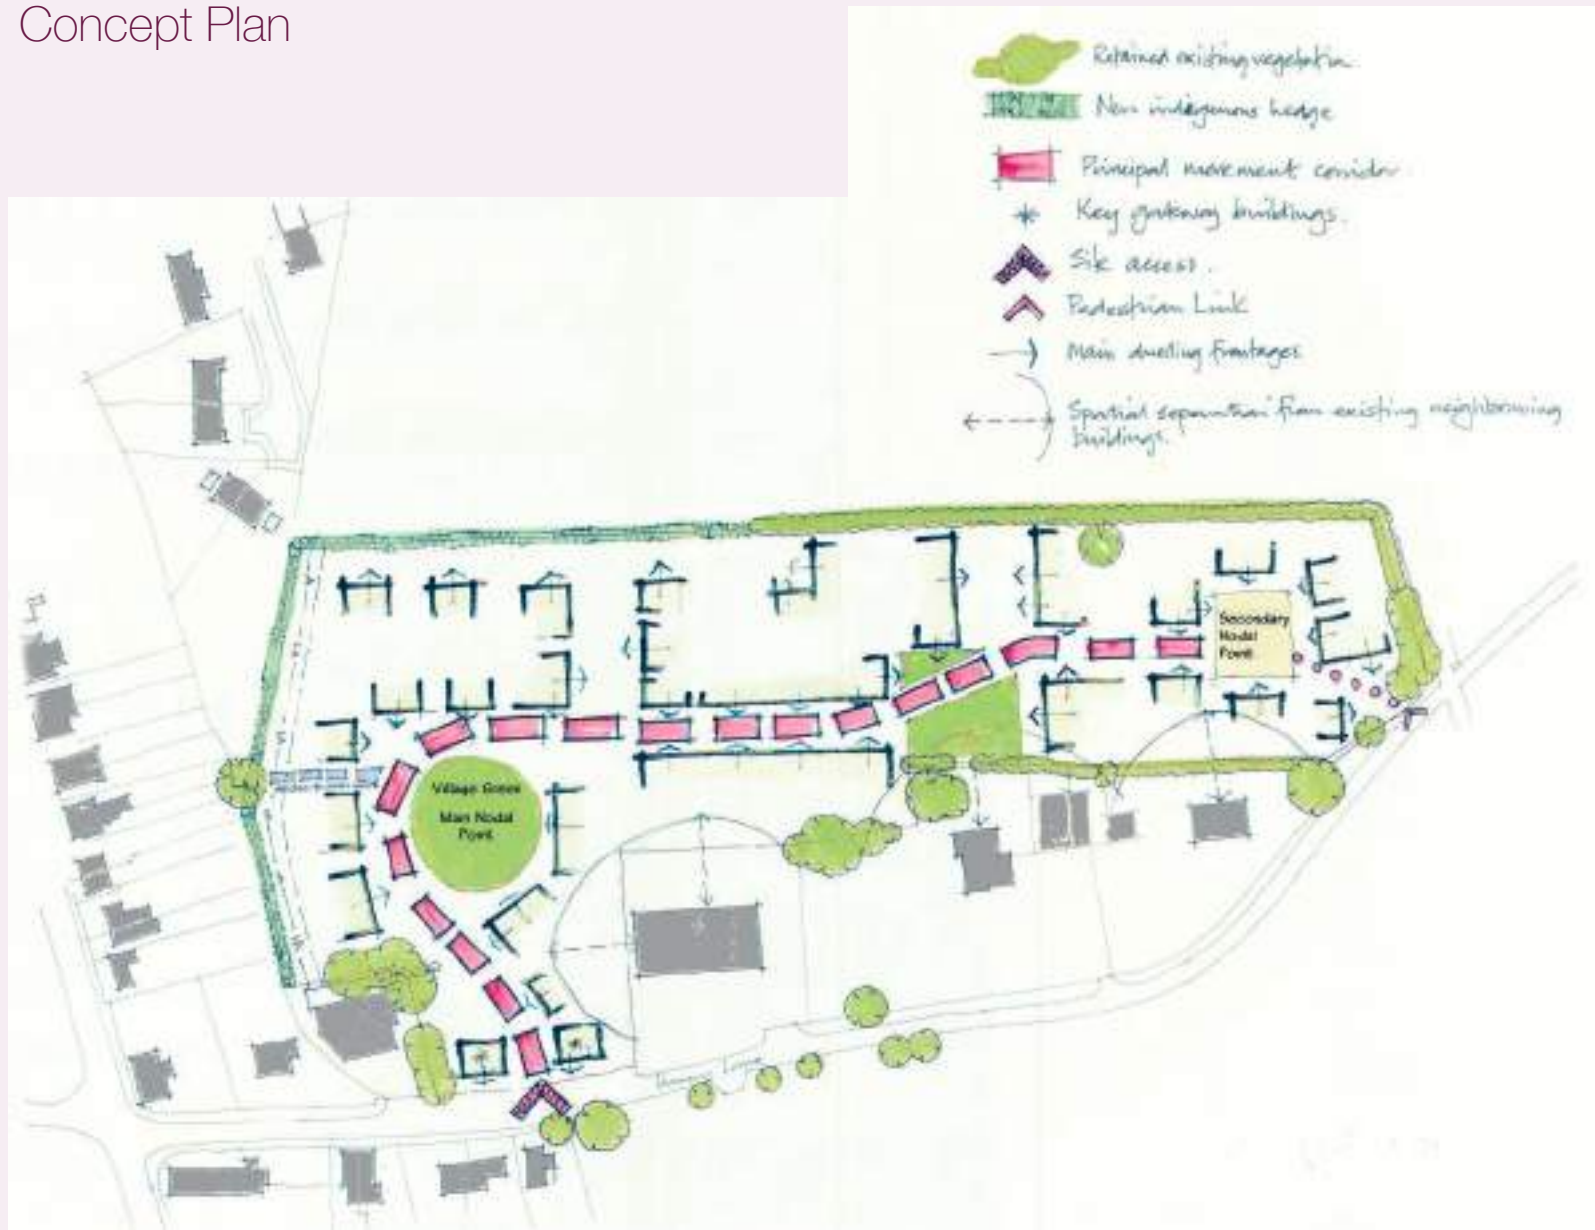 Concept Plan
Retained existing vegetation
New indigenous hedge
Principal movement corridor
Key gateway buildings.
Site access.
Pedestrian Link
Main dwelling frontages
Spatial separation from existing neighbouring
buildings.
Secondary
Nodal
Point
Village Green
Main Nodal
Point